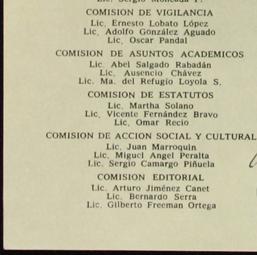 COMISION DE VIGILANCIA
Lic. Ernesto Lobato López
Lic. Adolfo González Aguado
Lic. Oscar Pandal
COMISION DE ASUNTOS ACADEMICOS
Lic. Abel Salgado Rabadán
Lic. Ausencio Chávez
Lic. Ma. del Refugio Loyola S.
COMISION DE ESTATUTOS
Lic. Martha Solano
Lic. Vicente Fernández Bravo
Lic. Omar Recio
COMISION DE ACCION SOCIAL Y CULTURAL
Lic. Juan Marroquin
Lic. Miguel Angel Peralta
Lic. Sergio Camargo Piñuela
COMISION EDITORIAL
Lic. Arturo Jiménez Canet
Lic. Bernardo Serra
Lic. Gilberto Freeman Ortega